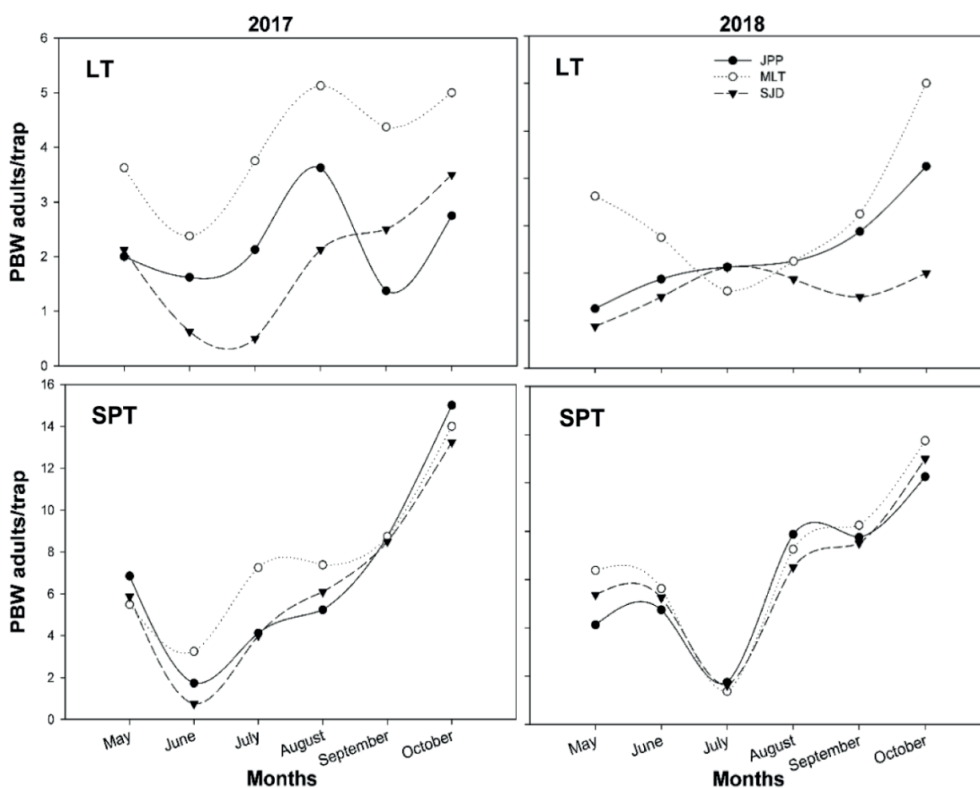 2017
2018
LT
6
5
4
3
2
1
0
PBW adults/trap
LT
JPP
MLT
SJD
SPT
16
14
12
10
8
6
4
2
0
PBW adults/trap
May
June
July
August
September
October
Months
SPT
May
June
July
August
September
October
Months